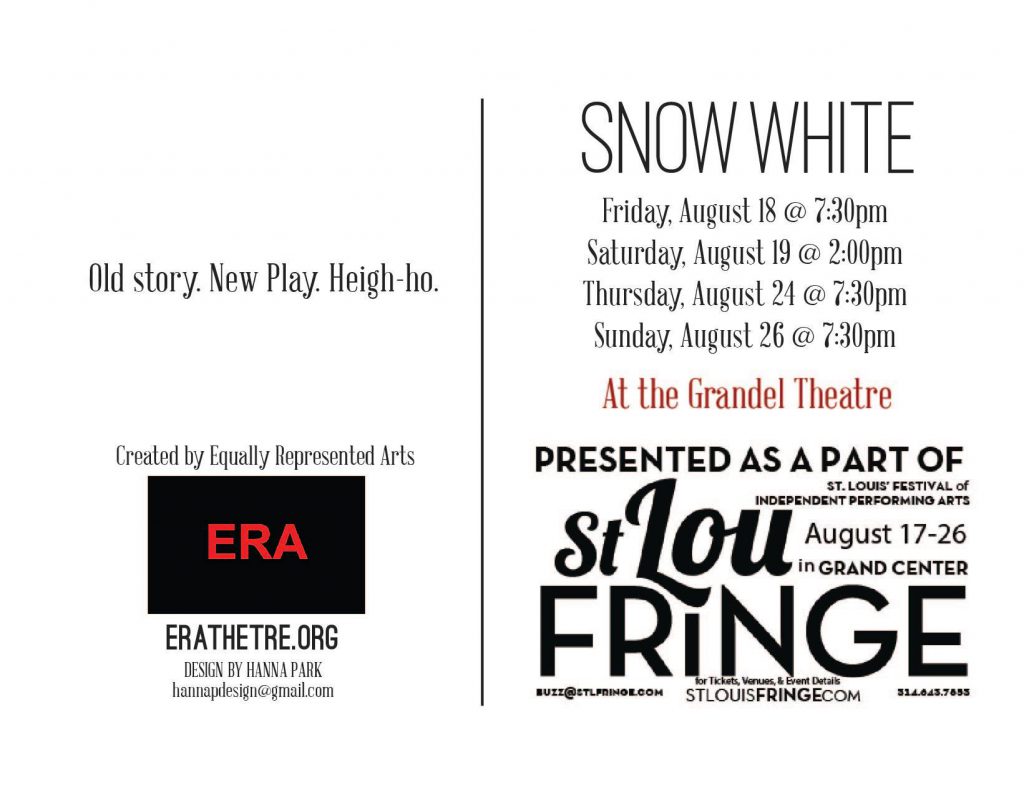 Old story. New Play. Heigh-ho.
Created by Equally Represented Arts
ERA
ERATHETRE.ORG
DESIGN BY HANNA PARK
hannapdesign@gmail.com
SNOW WHITE
Friday, August 18 @ 7:30pm
Saturday, August 19 @ 2:00pm
Thursday, August 24 @ 7:30pm
Sunday, August 26 @ 7:30pm
At the Grandel Theatre
PRESENTED AS A PART OF
ST. LOUIS' FESTIVAL of
INDEPENDENT PERFORMING ARTS
St Lou
August 17-26
in GRAND CENTER
FRiNGE
for Tickets, Venues, & Event Details
BUZZ@STLFRINGE.COM
STLOUISFRINGECOM
314.643.7853